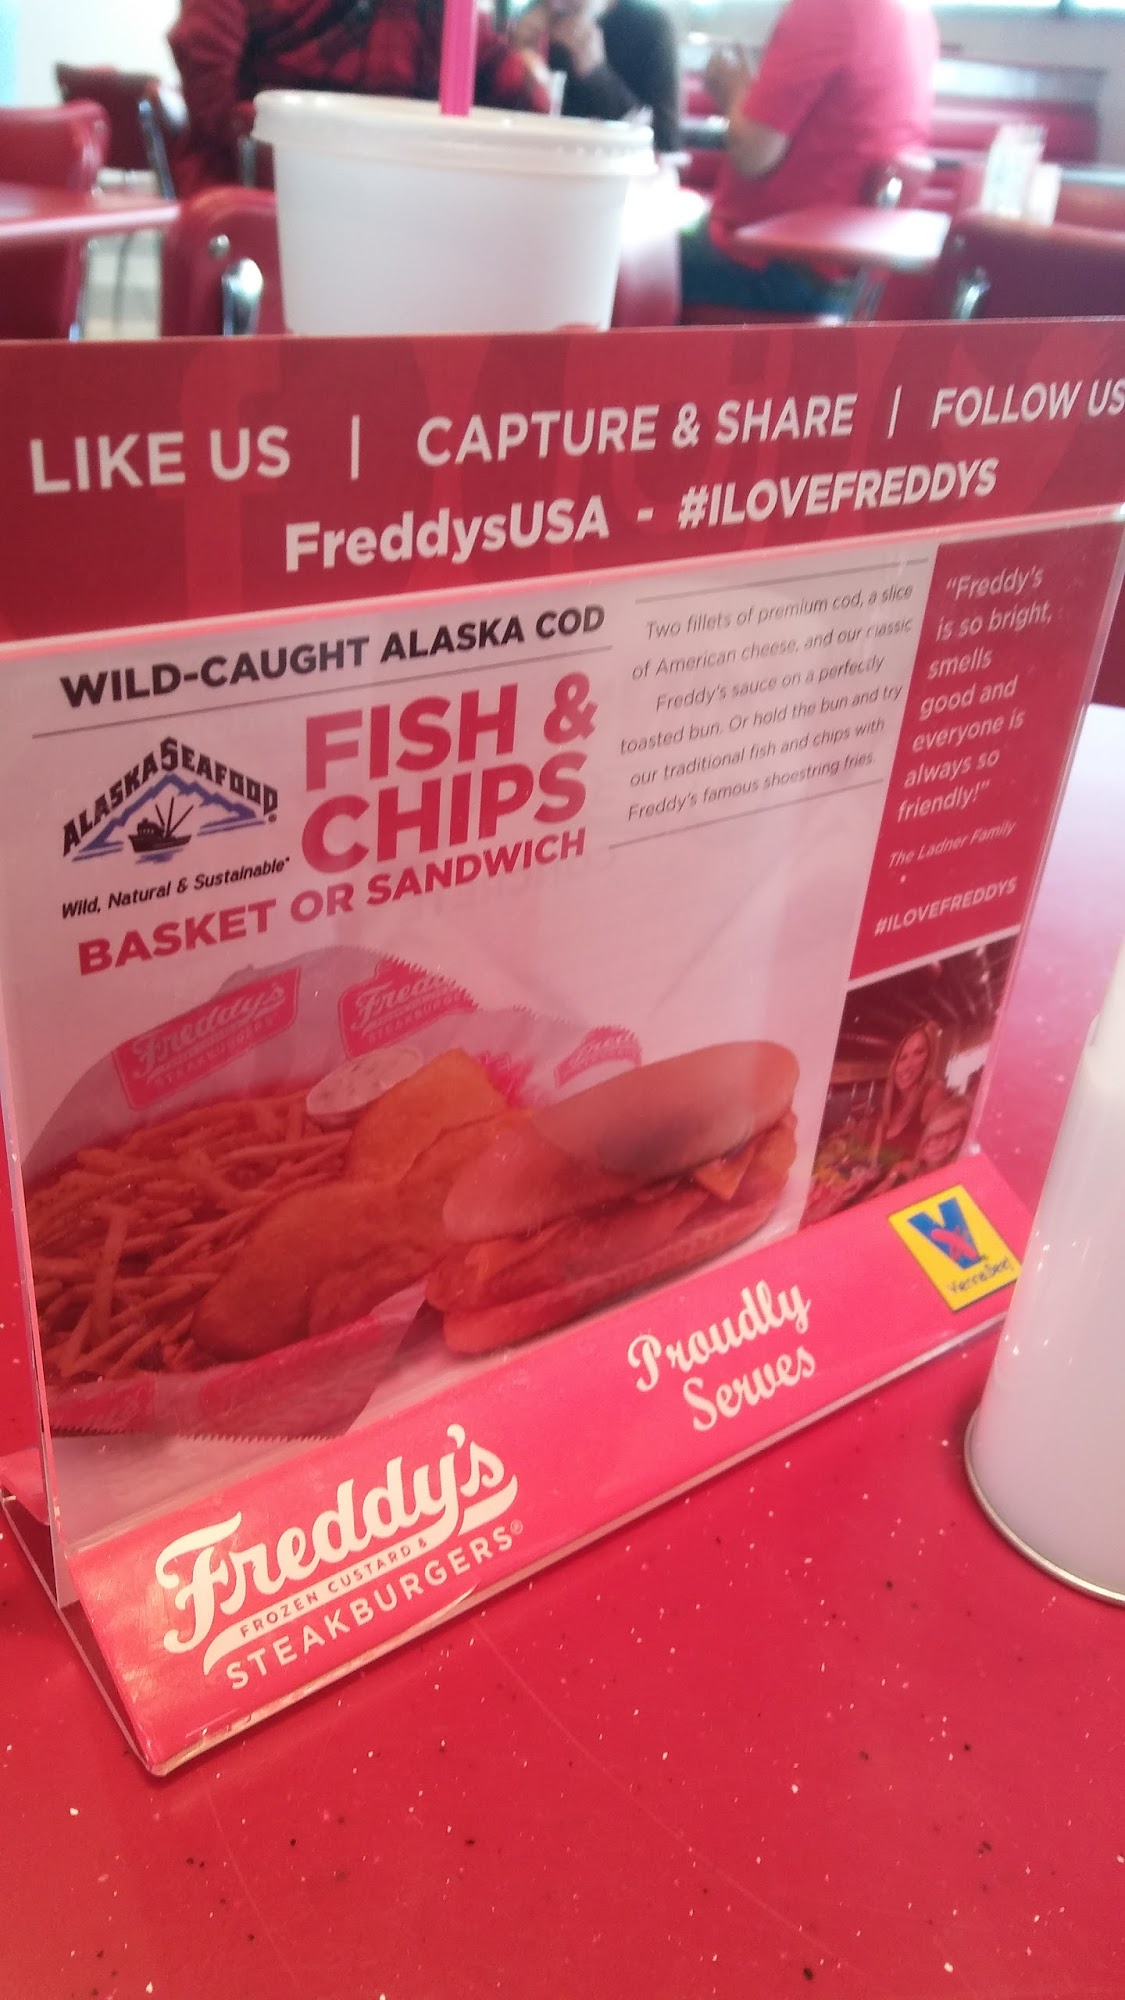 LIKE US | CAPTURE & SHARE | FOLLOW US
FreddysUSA - #ILOVEFREDDYS
WILD-CAUGHT ALASKA COD
ALASKA SEAFOOD®
Wild, Natural & Sustainable®
FISH &
CHIPS
BASKET OR SANDWICH
Two fillets of premium cod, a slice
of American cheese, and our classic
Freddy's sauce on a perfectly
toasted bun. Or hold the bun and try
our traditional fish and chips with
Freddy's famous shoestring fries.
"Freddy's
is so bright,
smells
good and
everyone is
always so
friendly!"
The Ladner Family
#ILOVEFREDDYS
Freddy's
STEAKBURGERS
Proudly
Serves
V
Freddy's
FROZEN CUSTARD &
STEAKBURGERS®